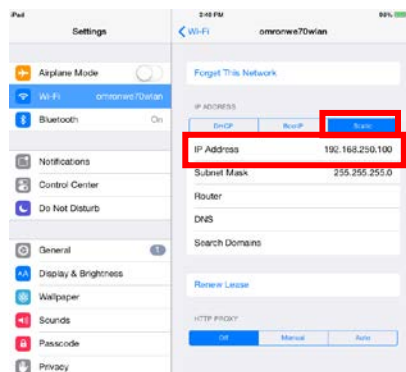 iPad
Settings
Airplane Mode
Wi-Fi omronwe70wlan
Bluetooth On
Notifications
Control Center
Do Not Disturb
General 1
Display & Brightness
Wallpaper
Sounds
Passcode
Privacy
2:40 PM
Wi-Fi omronwe70wlan
Forget This Network
IP ADDRESS
DHCP BootP Static
IP Address 192.168.250.100
Subnet Mask 255.255.255.0
Router
DNS
Search Domains
Renew Lease
HTTP PROXY
Off Manual Auto